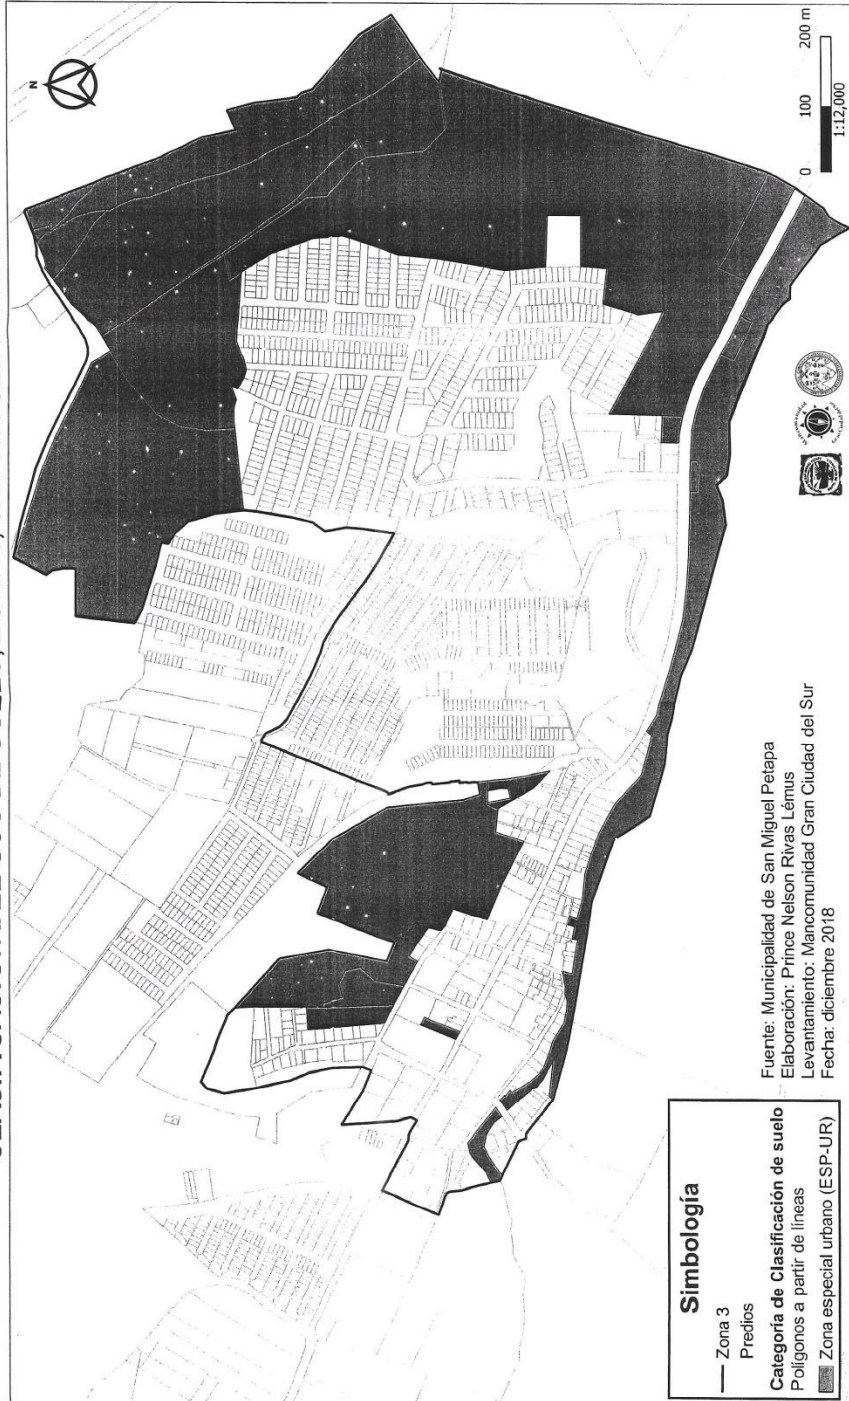 N
200 m
100
0
1:12,000
Simbología
Zona 3
Predios
Categoría de Clasificación de suelo
Polígonos a partir de líneas
Zona especial urbano (ESP-UR)
Fuente: Municipalidad de San Miguel Petapa
Elaboración: Prince Nelson Rivas Lémus
Levantamiento: Mancomunidad Gran Ciudad del Sur
Fecha: diciembre 2018